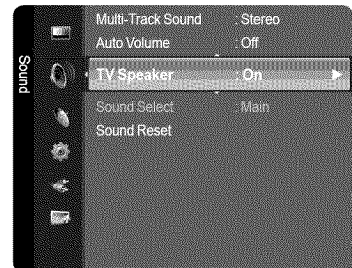 Sound
Multi-Track Sound : Stereo
Auto Volume : Off
TV Speaker : On
Sound Select : Main
Sound Reset